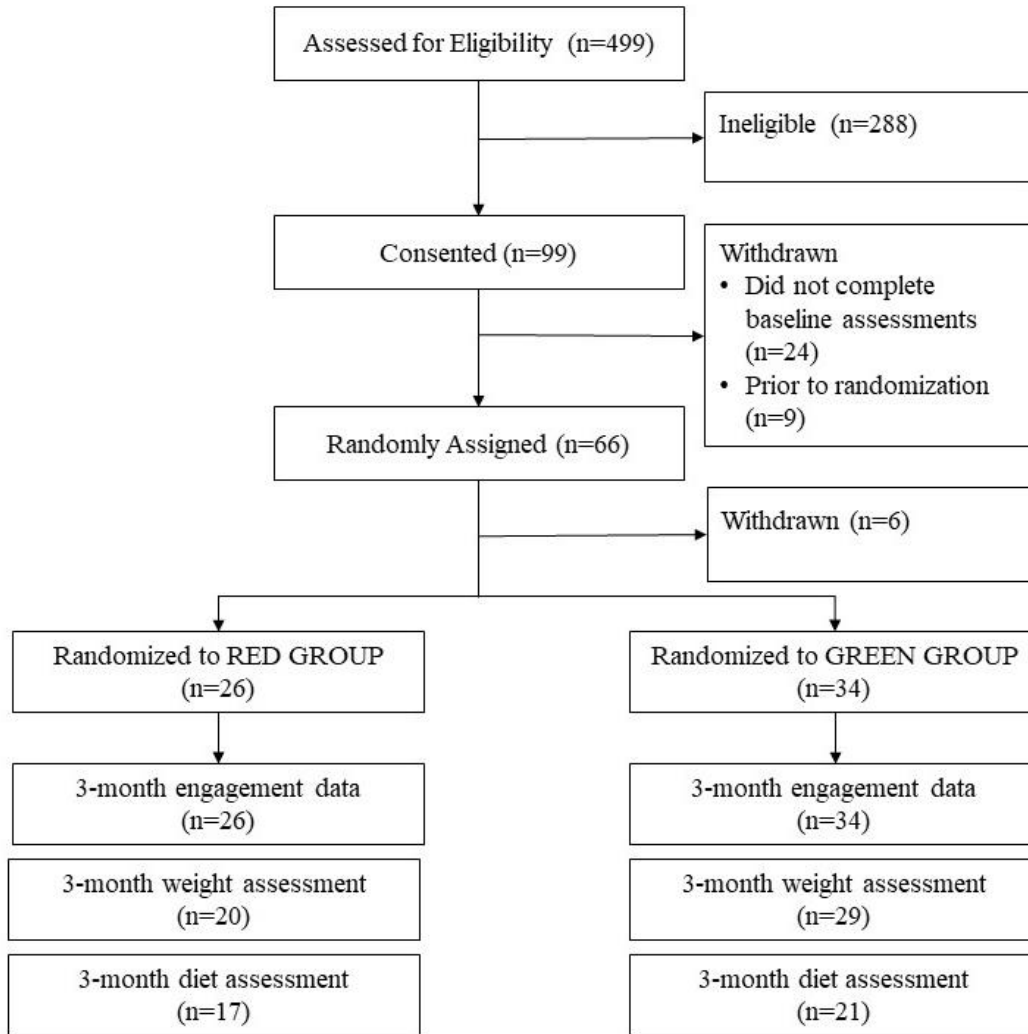 Assessed for Eligibility (n=499)
Ineligible (n=288)
Consented (n=99)
Withdrawn
• Did not complete
baseline assessments
(n=24)
• Prior to randomization
(n=9)
Randomly Assigned (n=66)
Withdrawn (n=6)
Randomized to RED GROUP
(n=26)
Randomized to GREEN GROUP
(n=34)
3-month engagement data
(n=26)
3-month engagement data
(n=34)
3-month weight assessment
(n=20)
3-month weight assessment
(n=29)
3-month diet assessment
(n=17)
3-month diet assessment
(n=21)